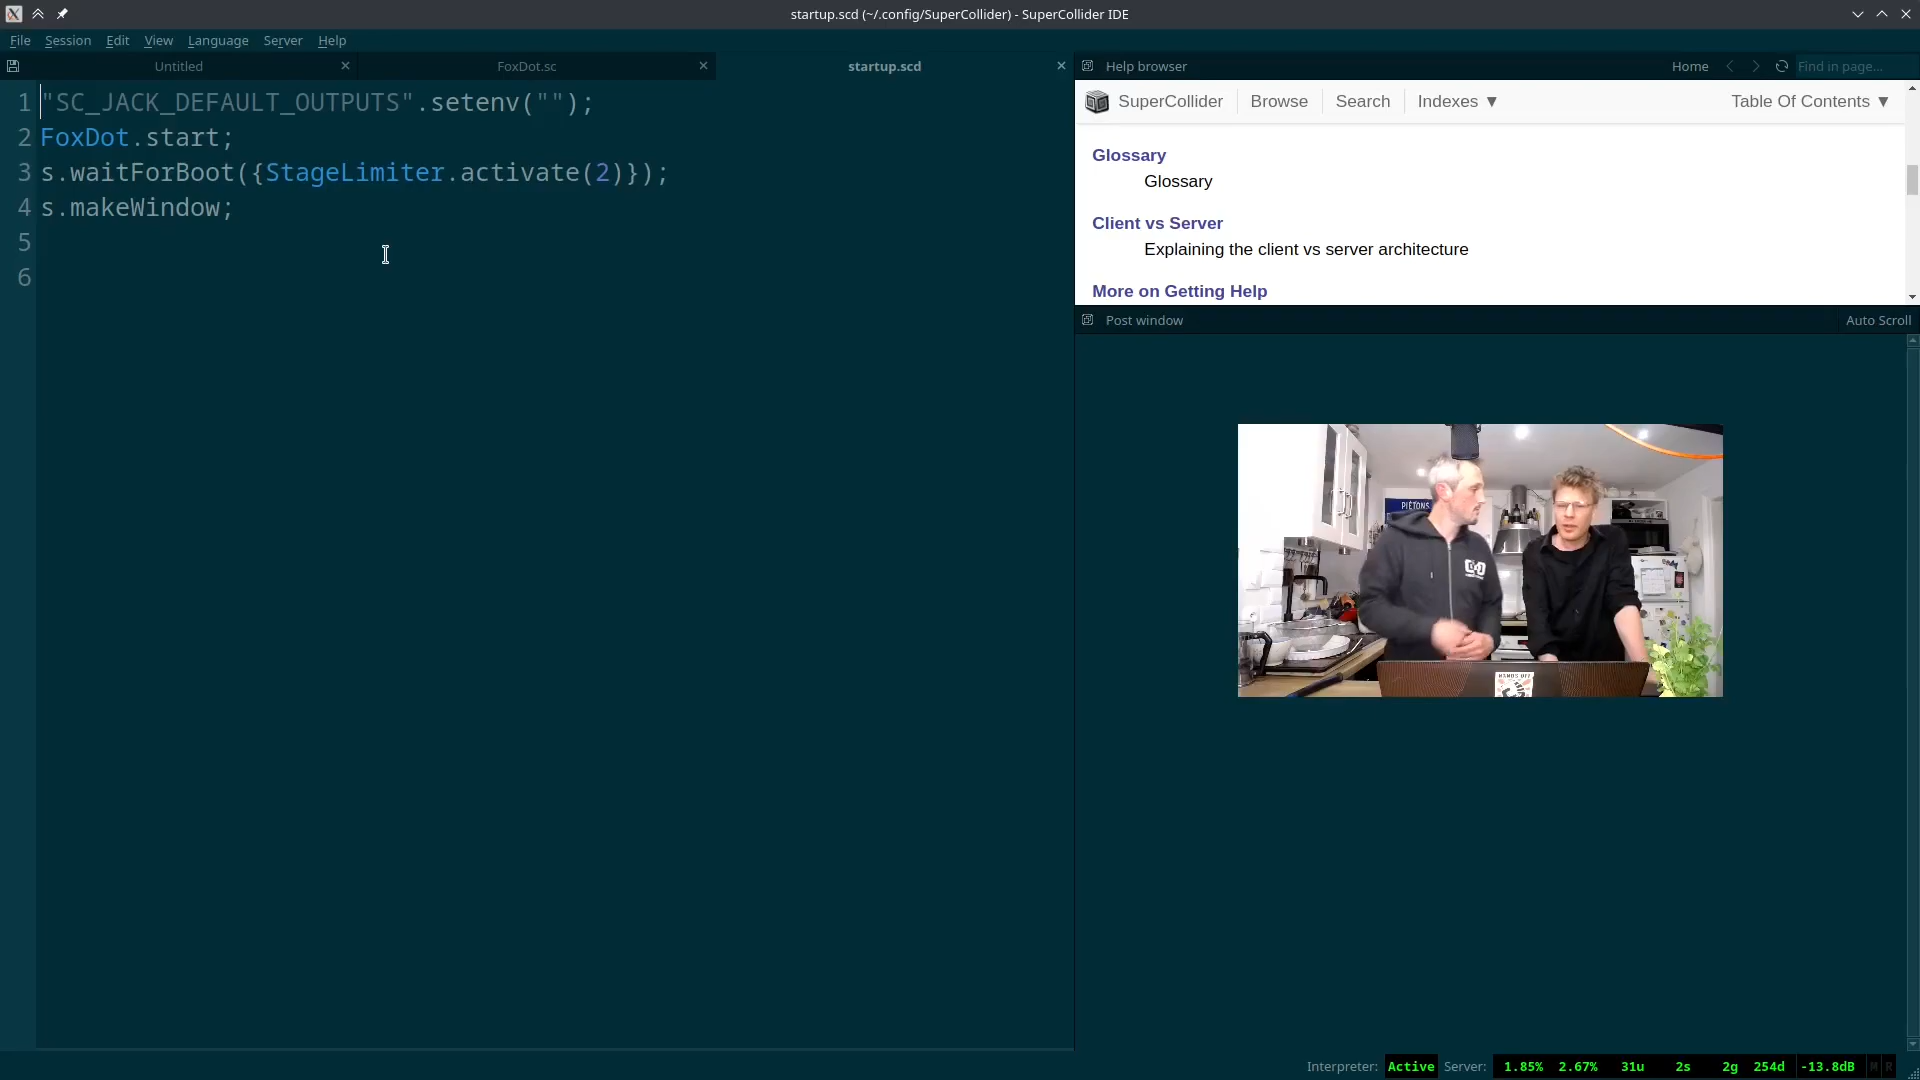 startup.scd (~/.config/SuperCollider) - SuperCollider IDE
File Session Edit View Language Server Help
Untitled
FoxDot.sc
startup.scd
1 "SC_JACK_DEFAULT_OUTPUTS".setenv("");
2 FoxDot.start;
3 s.waitForBoot({StageLimiter.activate(2)});
4 s.makeWindow;
5
6
Help browser
Home
Find in page...
SuperCollider
Browse
Search
Indexes ▼
Table Of Contents ▼
Glossary
Glossary
Client vs Server
Explaining the client vs server architecture
More on Getting Help
Post window
Auto Scroll
PIÉTONS
HANDS OFF
Interpreter: Active Server: 1.85% 2.67% 31u 2s 2g 254d -13.8dB M R